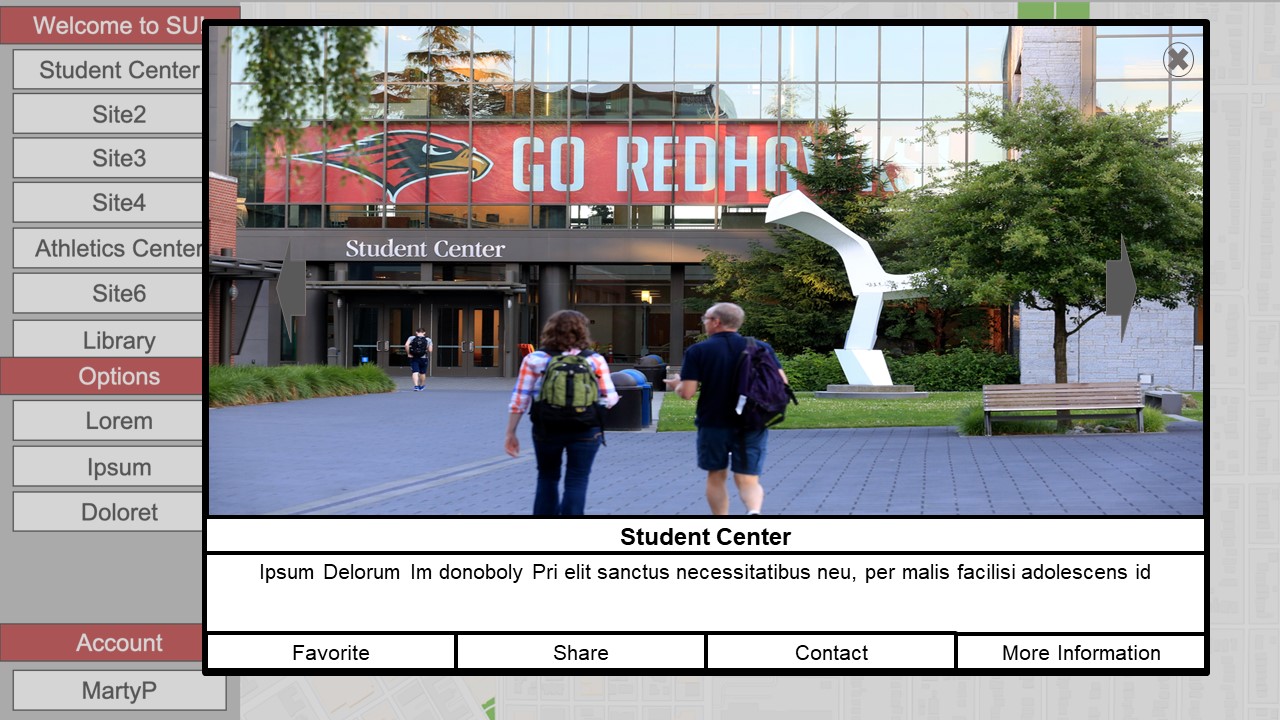 Welcome to SU!
Student Center
Site2
Site3
Site4
Athletics Center
Site6
Library
Options
Lorem
Ipsum
Doloret
Account
MartyP
GO REDHAWKS!
Student Center
Student Center
Ipsum Delorum Im donoboly Pri elit sanctus necessitatibus neu, per malis facilisi adolescens id
Favorite
Share
Contact
More Information